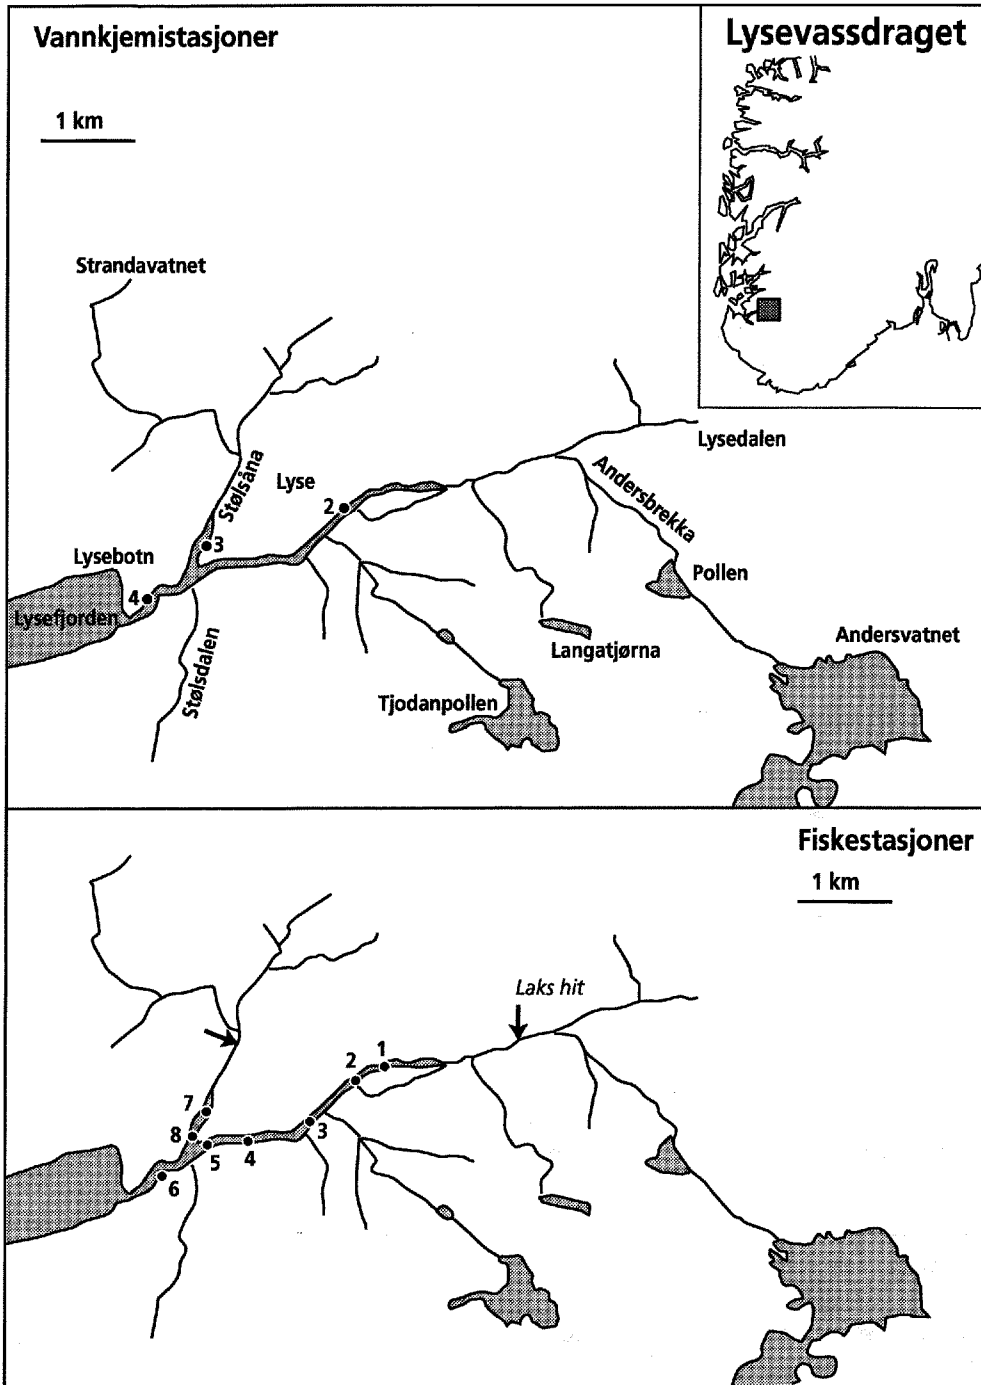 Vannkjemistasjoner
Lysevassdraget
1 km
Strandavatnet
Lysedalen
Stølsåna
Lyse
Andersbrekka
2
3
Lysebotn
4
Pollen
Lysefjorden
Stølsdalen
Langatjørna
Andersvatnet
Tjodanpollen
Fiskestasjoner
1 km
Laks hit
1
2
7
3
8
5
4
6